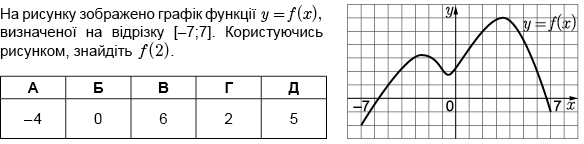 На рисунку зображено графік функції y = f(x),
визначеної на відрізку [–7;7]. Користуючись
рисунком, знайдіть f(2).
А Б В Г Д
–4 0 6 2 5
y
y = f(x)
–7 0 7 x